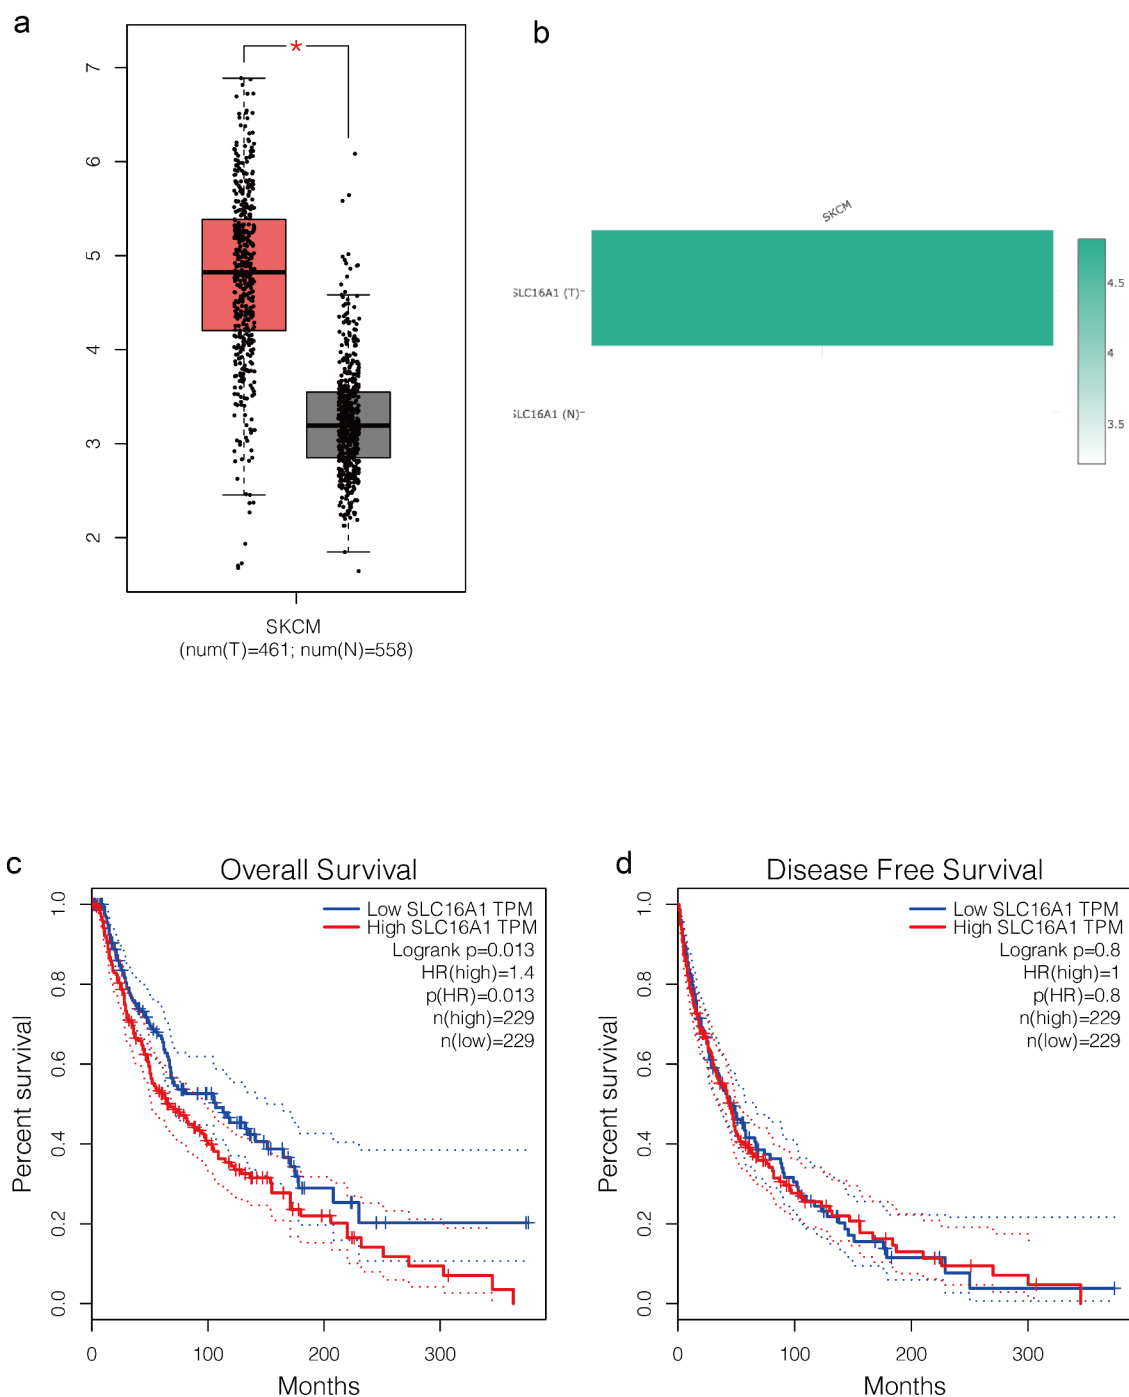 a
*
7
6
5
4
3
2
SKCM
(num(T)=461; num(N)=558)
b
SKCM
SLC16A1 (T)
SLC16A1 (N)
4.5
4
3.5
c
Overall Survival
Low SLC16A1 TPM
High SLC16A1 TPM
Logrank p=0.013
HR(high)=1.4
p(HR)=0.013
n(high)=229
n(low)=229
Percent survival
1.0
0.8
0.6
0.4
0.2
0.0
0 100 200 300
Months
d
Disease Free Survival
Low SLC16A1 TPM
High SLC16A1 TPM
Logrank p=0.8
HR(high)=1
p(HR)=0.8
n(high)=229
n(low)=229
Percent survival
1.0
0.8
0.6
0.4
0.2
0.0
0 100 200 300
Months